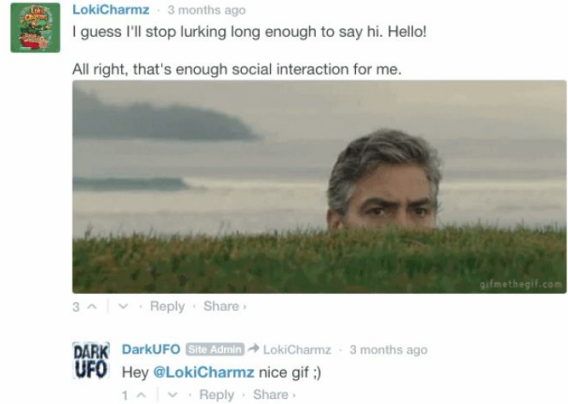 LokiCharmz · 3 months ago
I guess I'll stop lurking long enough to say hi. Hello!
All right, that's enough social interaction for me.
gifmethegif.com
3 Reply · Share ›
DARK
UFO
DarkUFO Site Admin LokiCharmz · 3 months ago
Hey @LokiCharmz nice gif ;)
1 Reply · Share ›